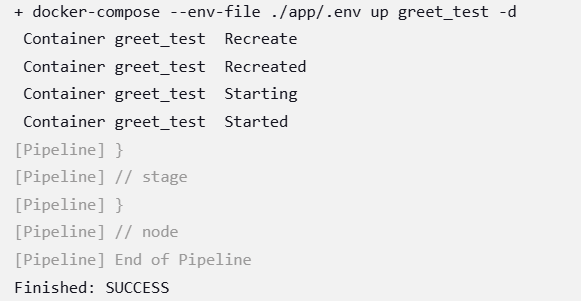 + docker-compose --env-file ./app/.env up greet_test -d
Container greet_test  Recreate
Container greet_test  Recreated
Container greet_test  Starting
Container greet_test  Started
[Pipeline] }
[Pipeline] // stage
[Pipeline] }
[Pipeline] // node
[Pipeline] End of Pipeline
Finished: SUCCESS